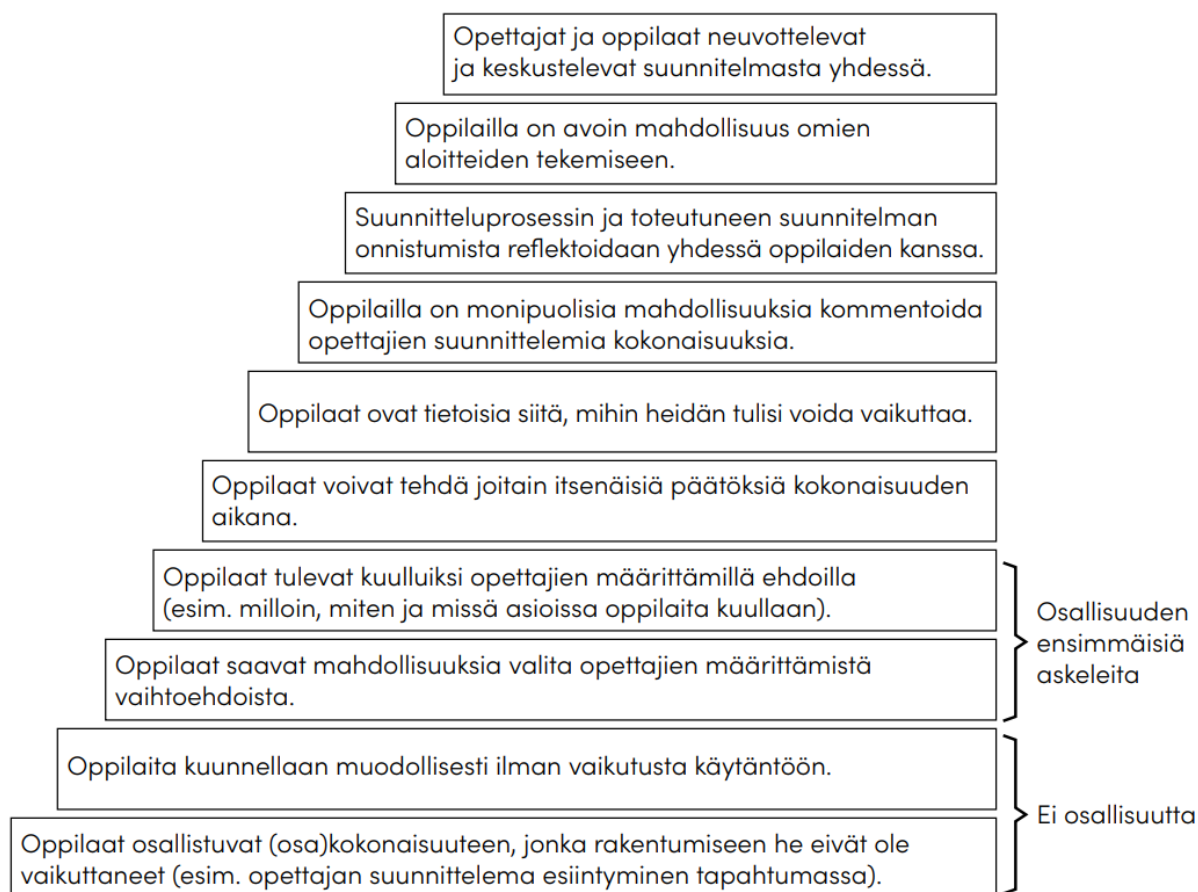 Opettajat ja oppilaat neuvottelevat
ja keskustelevat suunnitelmasta yhdessä.
Oppilailla on avoin mahdollisuus omien
aloitteiden tekemiseen.
Suunnitteluprosessin ja toteutuneen suunnitelman
onnistumista reflektoidaan yhdessä oppilaiden kanssa.
Oppilailla on monipuolisia mahdollisuuksia kommentoida
opettajien suunnittelemia kokonaisuuksia.
Oppilaat ovat tietoisia siitä, mihin heidän tulisi voida vaikuttaa.
Oppilaat voivat tehdä joitain itsenäisiä päätöksiä kokonaisuuden
aikana.
Oppilaat tulevat kuulluiksi opettajien määrittämillä ehdoilla
(esim. milloin, miten ja missä asioissa oppilaita kuullaan).
Oppilaat saavat mahdollisuuksia valita opettajien määrittämistä
vaihtoehdoista.
Osallisuuden
ensimmäisiä
askeleita
Oppilaita kuunnellaan muodollisesti ilman vaikutusta käytäntöön.
Oppilaat osallistuvat (osa)kokonaisuuteen, jonka rakentumiseen he eivät ole
vaikuttaneet (esim. opettajan suunnittelema esiintyminen tapahtumassa).
Ei osallisuutta